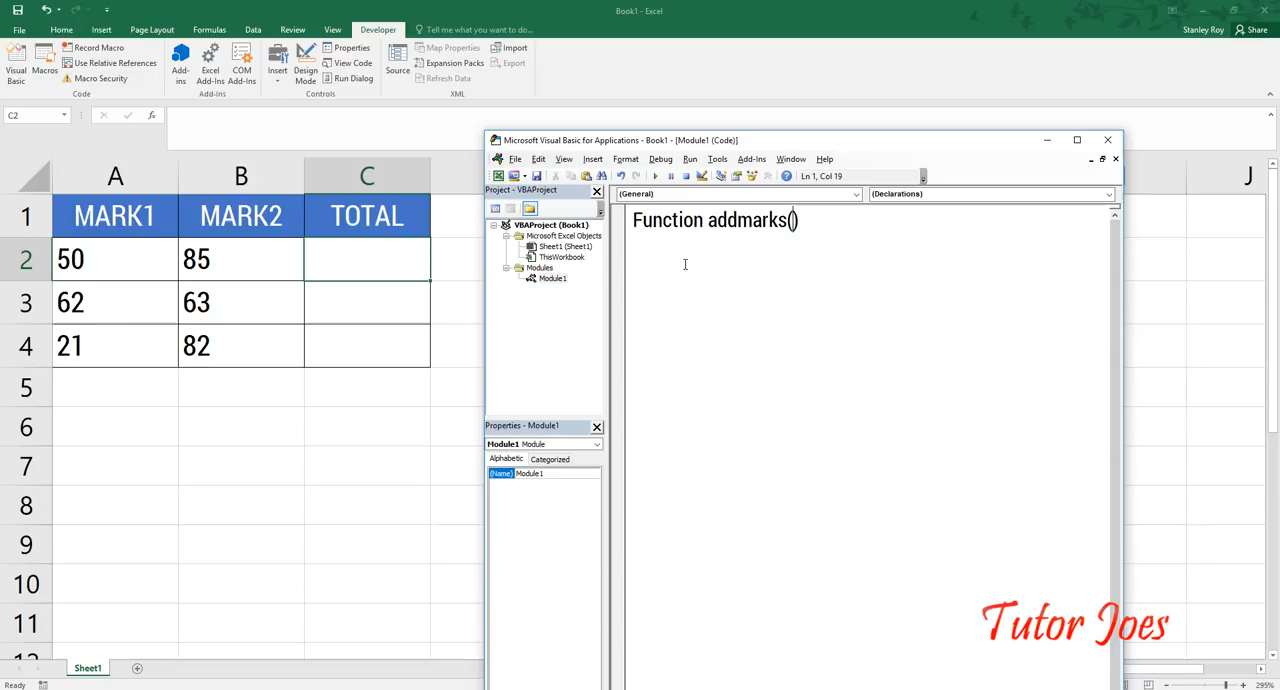 Book1 - Excel
File Home Insert Page Layout Formulas Data Review View Developer Tell me what you want to do... Stanley Roy Share
Visual Basic
Macros
Record Macro
Use Relative References
Macro Security
Code
Add-ins
Excel Add-Ins
COM Add-Ins
Add-Ins
Insert
Design Mode
Properties
View Code
Run Dialog
Controls
Source
Map Properties
Expansion Packs
Refresh Data
Import
Export
XML
C2
fx
A B C J
1 MARK1 MARK2 TOTAL
2 50 85
3 62 63
4 21 82
5
6
7
8
9
10
11
12
Microsoft Visual Basic for Applications - Book1 - [Module1 (Code)]
File Edit View Insert Format Debug Run Tools Add-Ins Window Help
Ln 1, Col 19
Project - VBAProject
VBAProject (Book1)
Microsoft Excel Objects
Sheet1 (Sheet1)
ThisWorkbook
Modules
Module1
(General) (Declarations)
Function addmarks()
Properties - Module1
Module1 Module
Alphabetic Categorized
(Name) Module1
Tutor Joes
Sheet1
Ready
295%